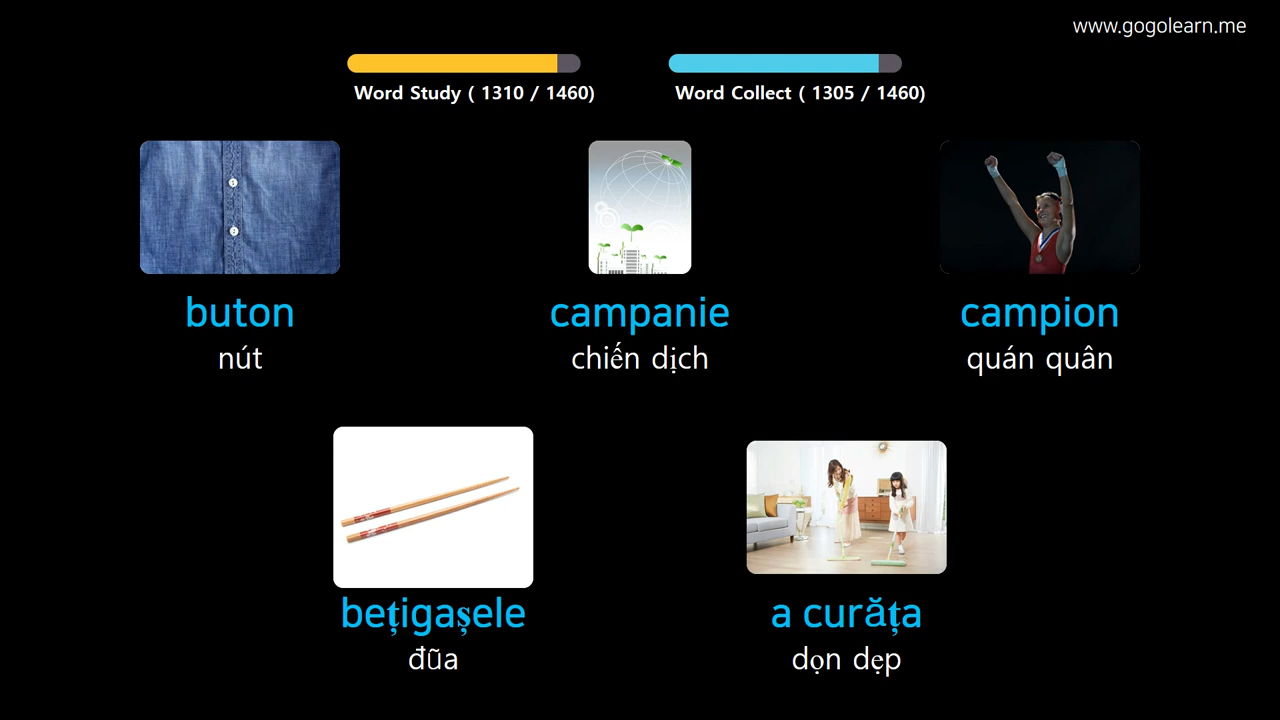 www.gogolearn.me
Word Study ( 1310 / 1460)
Word Collect ( 1305 / 1460)
buton
nút
campanie
chiến dịch
campion
quán quân
bețigașele
đũa
a curăța
dọn dẹp